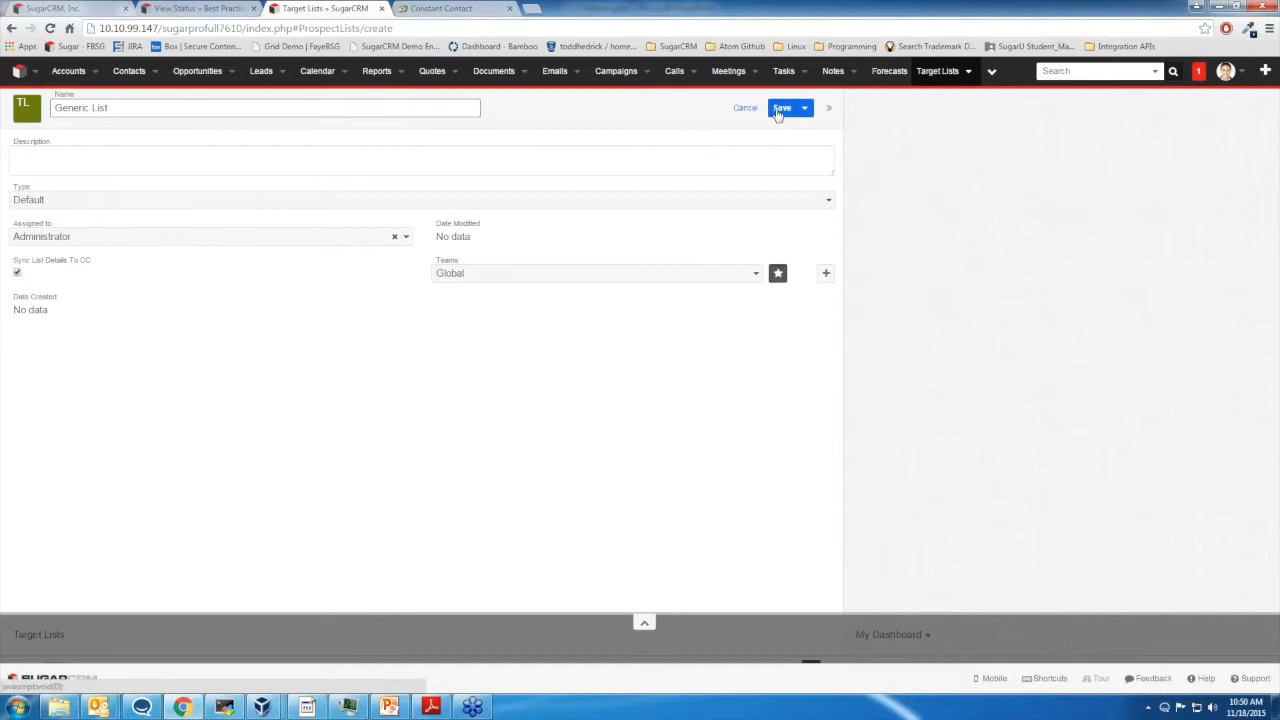 SugarCRM, Inc.
View Status » Best Practic
Target Lists » SugarCRM
Constant Contact
10.10.99.147/sugarprofull7610/index.php#ProspectLists/create
Apps
Sugar - FBSG
JIRA
Box | Secure Conten...
Grid Demo | FayeBSG
SugarCRM Demo En...
Dashboard - Bamboo
toddhedrick / home...
SugarCRM
Atom Github
Linux
Programming
Search Trademark D...
SugarU Student_Ma...
Integration APIs
Accounts
Contacts
Opportunities
Leads
Calendar
Reports
Quotes
Documents
Emails
Campaigns
Calls
Meetings
Tasks
Notes
Forecasts
Target Lists
Search
1
TL
Name
Generic List
Cancel
Save
Description
Type
Default
Assigned to
Administrator
Date Modified
No data
Sync List Details To CC
Teams
Global
Date Created
No data
Target Lists
My Dashboard
SUGARCRM
javascript:void(0);
Mobile
Shortcuts
Tour
Feedback
Help
Support
10:50 AM
11/18/2015